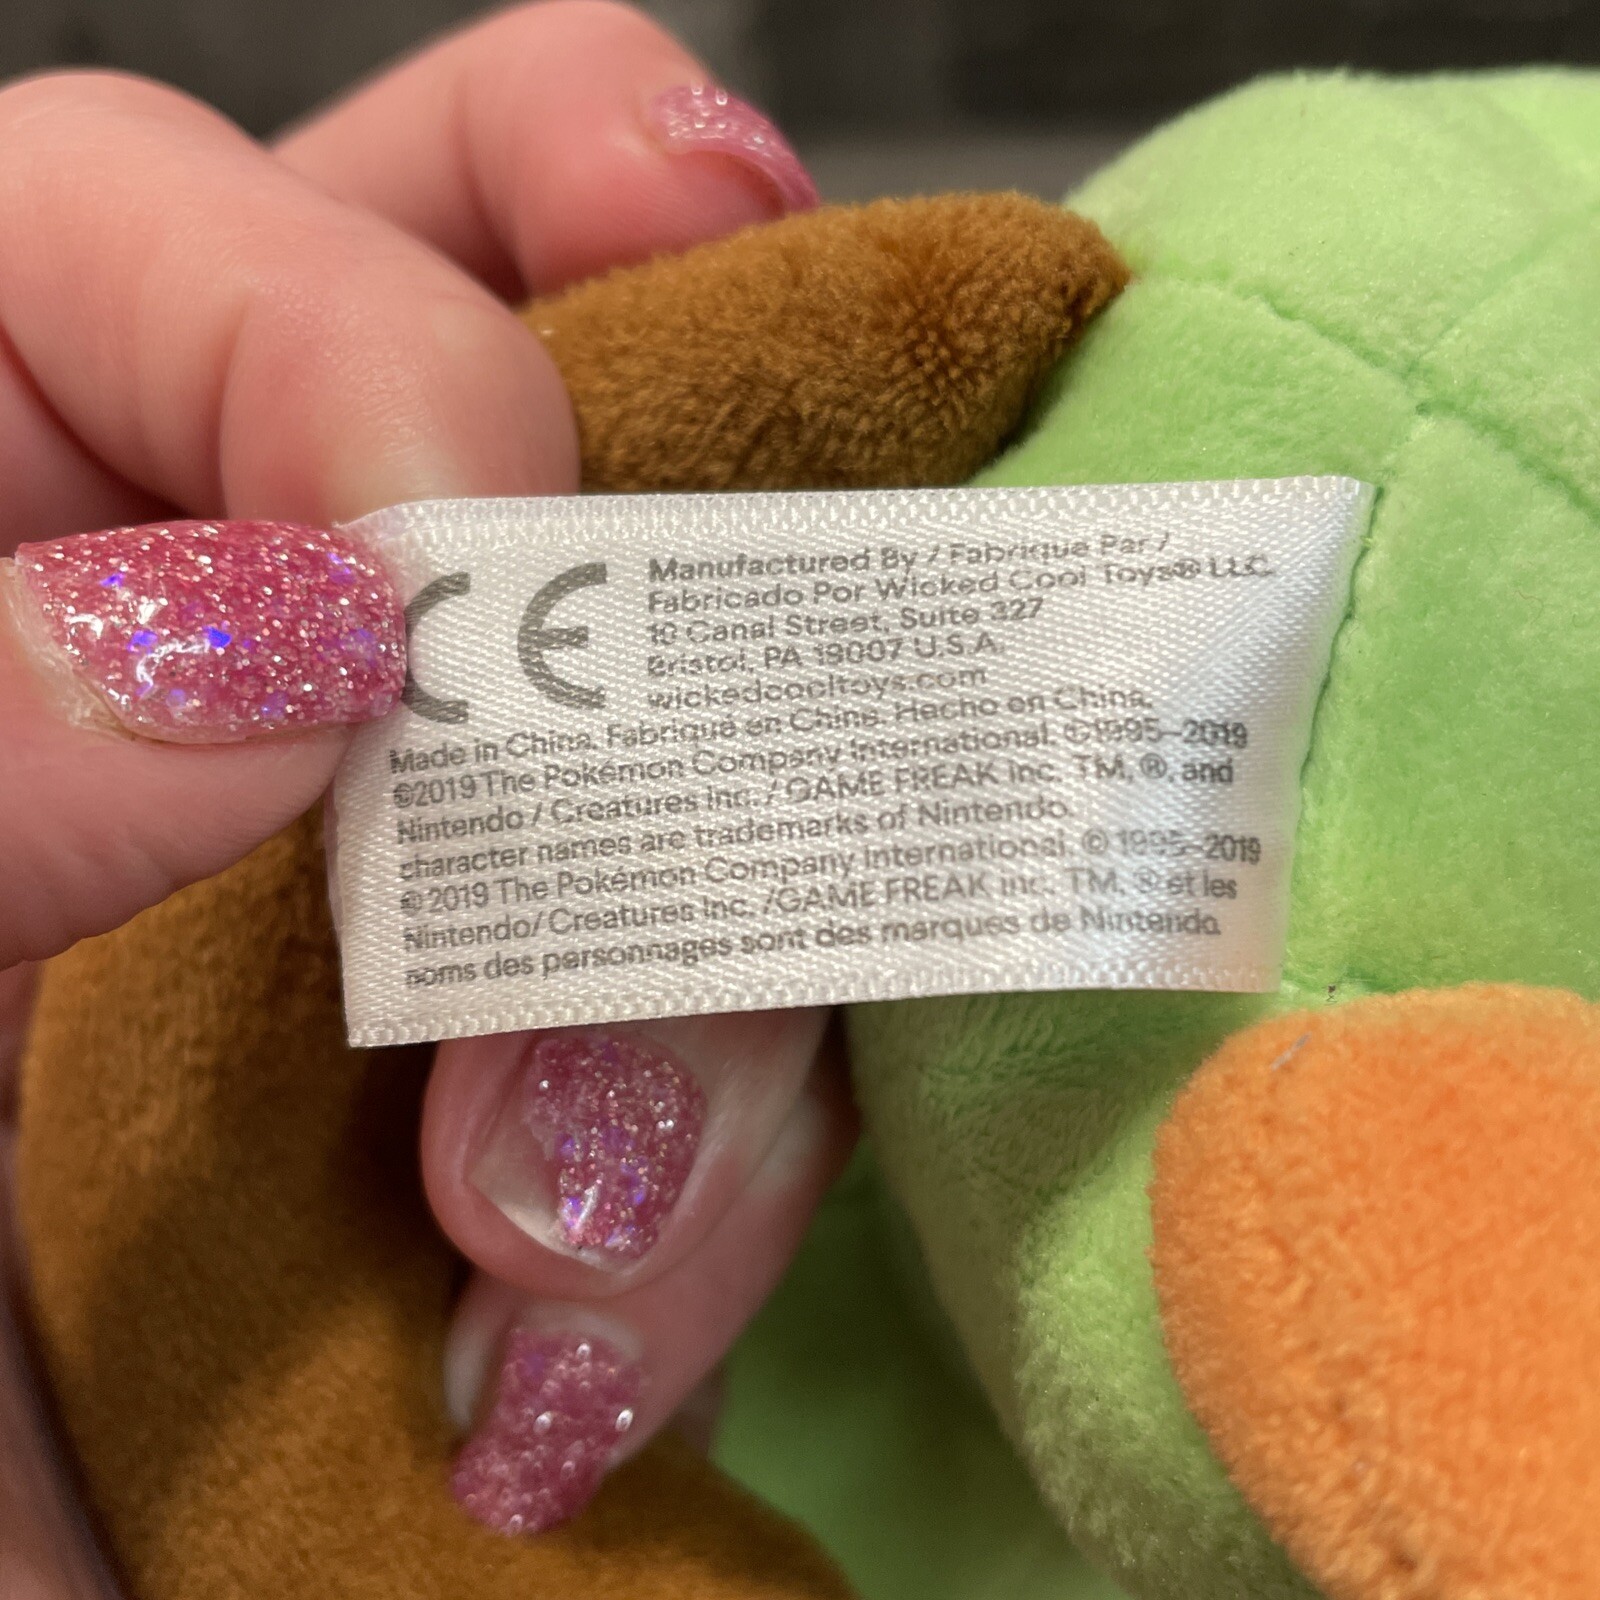 CE
Manufactured By / Fabriqué Par /
Fabricado Por Wicked Cool Toys® LLC.
10 Canal Street, Suite 327
Bristol, PA 19007 U.S.A.
wickedcooltoys.com
Made in China. Fabriqué en Chine. Hecho en China.
©2019 The Pokémon Company International. ©1995–2019
Nintendo / Creatures Inc. / GAME FREAK inc. TM, ®, and
character names are trademarks of Nintendo.
© 2019 The Pokémon Company International. © 1995–2019
Nintendo/ Creatures Inc. /GAME FREAK inc. TM, ® et les
noms des personnages sont des marques de Nintendo.